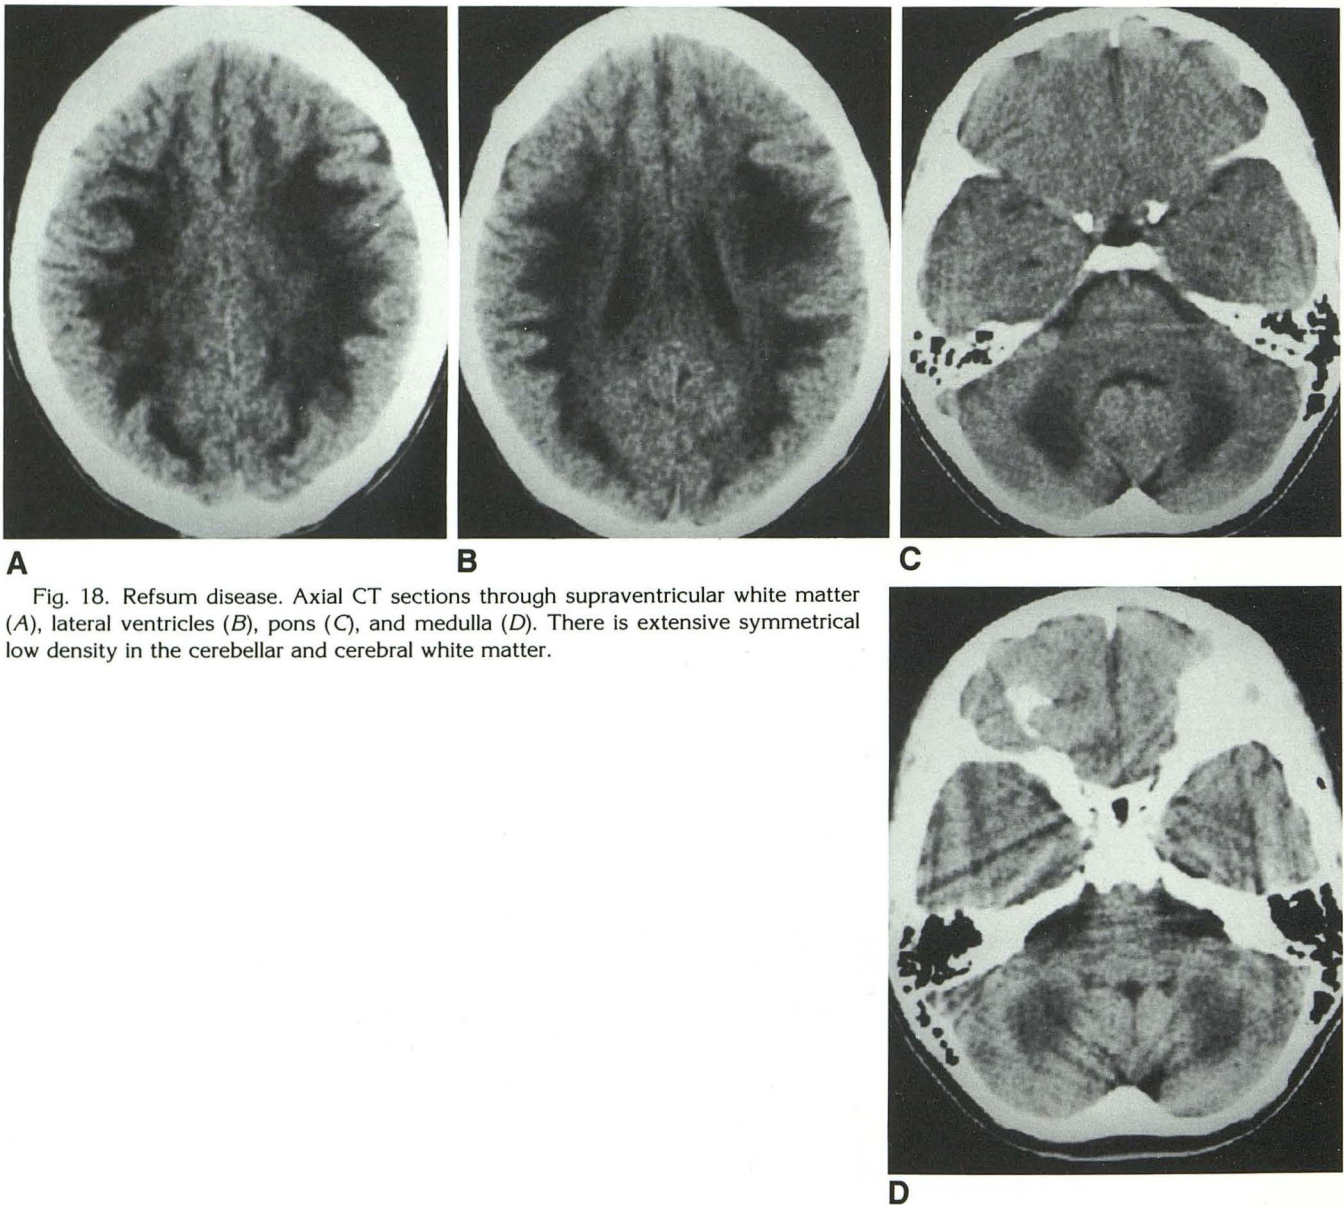 A
B
C
Fig. 18. Refsum disease. Axial CT sections through supraventricular white matter
(A), lateral ventricles (B), pons (C), and medulla (D). There is extensive symmetrical
low density in the cerebellar and cerebral white matter.
D